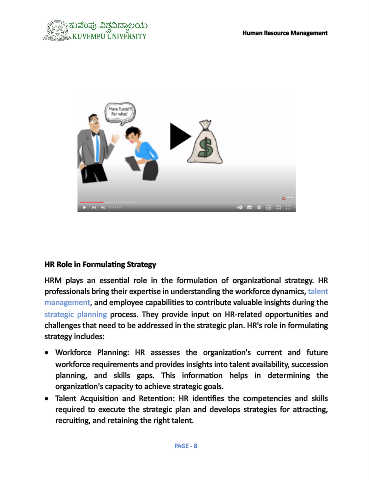 ಕುವೆಂಪು ವಿಶ್ವವಿದ್ಯಾಲಯ
KUVEMPU UNIVERSITY
Human Resource Management
$
HR Role in Formulating Strategy
HRM plays an essential role in the formulation of organizational strategy. HR
professionals bring their expertise in understanding the workforce dynamics, talent
management, and employee capabilities to contribute valuable insights during the
strategic planning process. They provide input on HR-related opportunities and
challenges that need to be addressed in the strategic plan. HR's role in formulating
strategy includes:
• Workforce Planning: HR assesses the organization's current and future
workforce requirements and provides insights into talent availability, succession
planning, and skills gaps. This information helps in determining the
organization's capacity to achieve strategic goals.
• Talent Acquisition and Retention: HR identifies the competencies and skills
required to execute the strategic plan and develops strategies for attracting,
recruiting, and retaining the right talent.
PAGE - 8